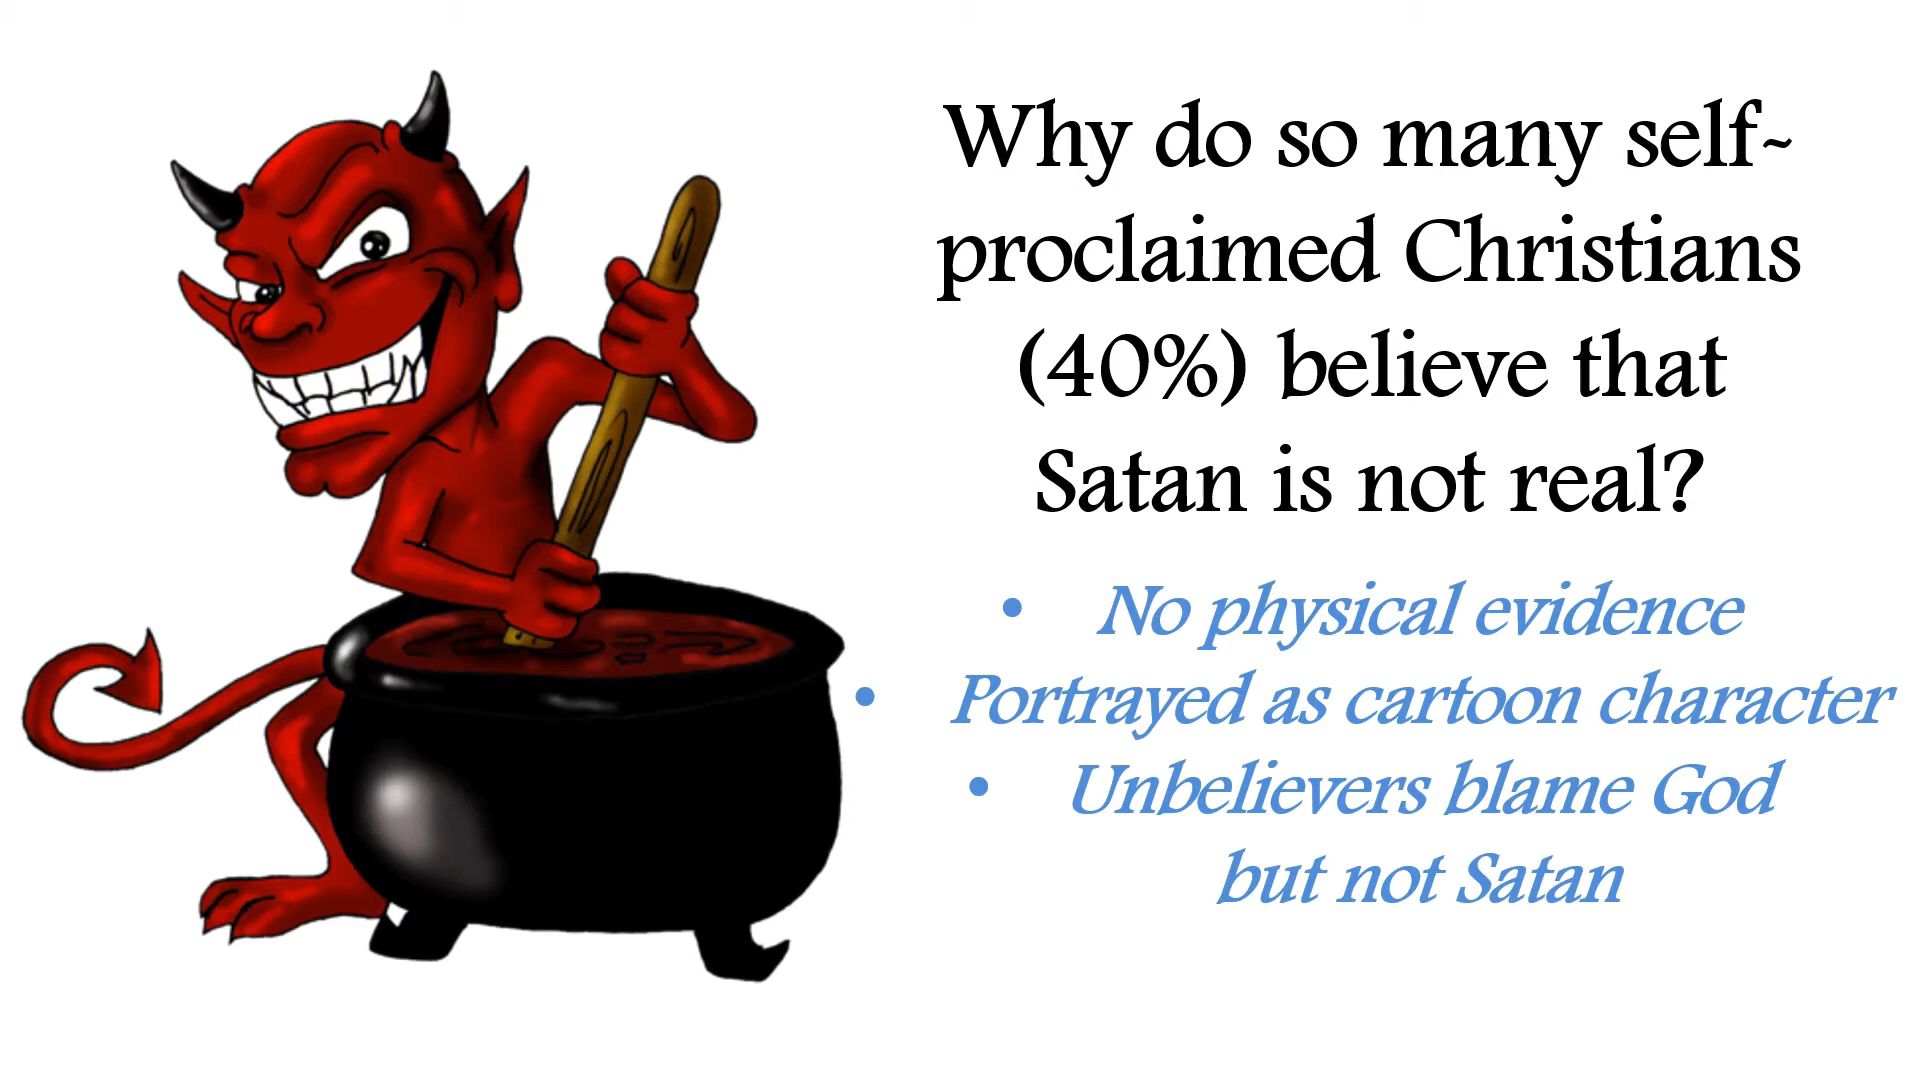 Why do so many self-
proclaimed Christians
(40%) believe that
Satan is not real?
• No physical evidence
• Portrayed as cartoon character
• Unbelievers blame God
but not Satan